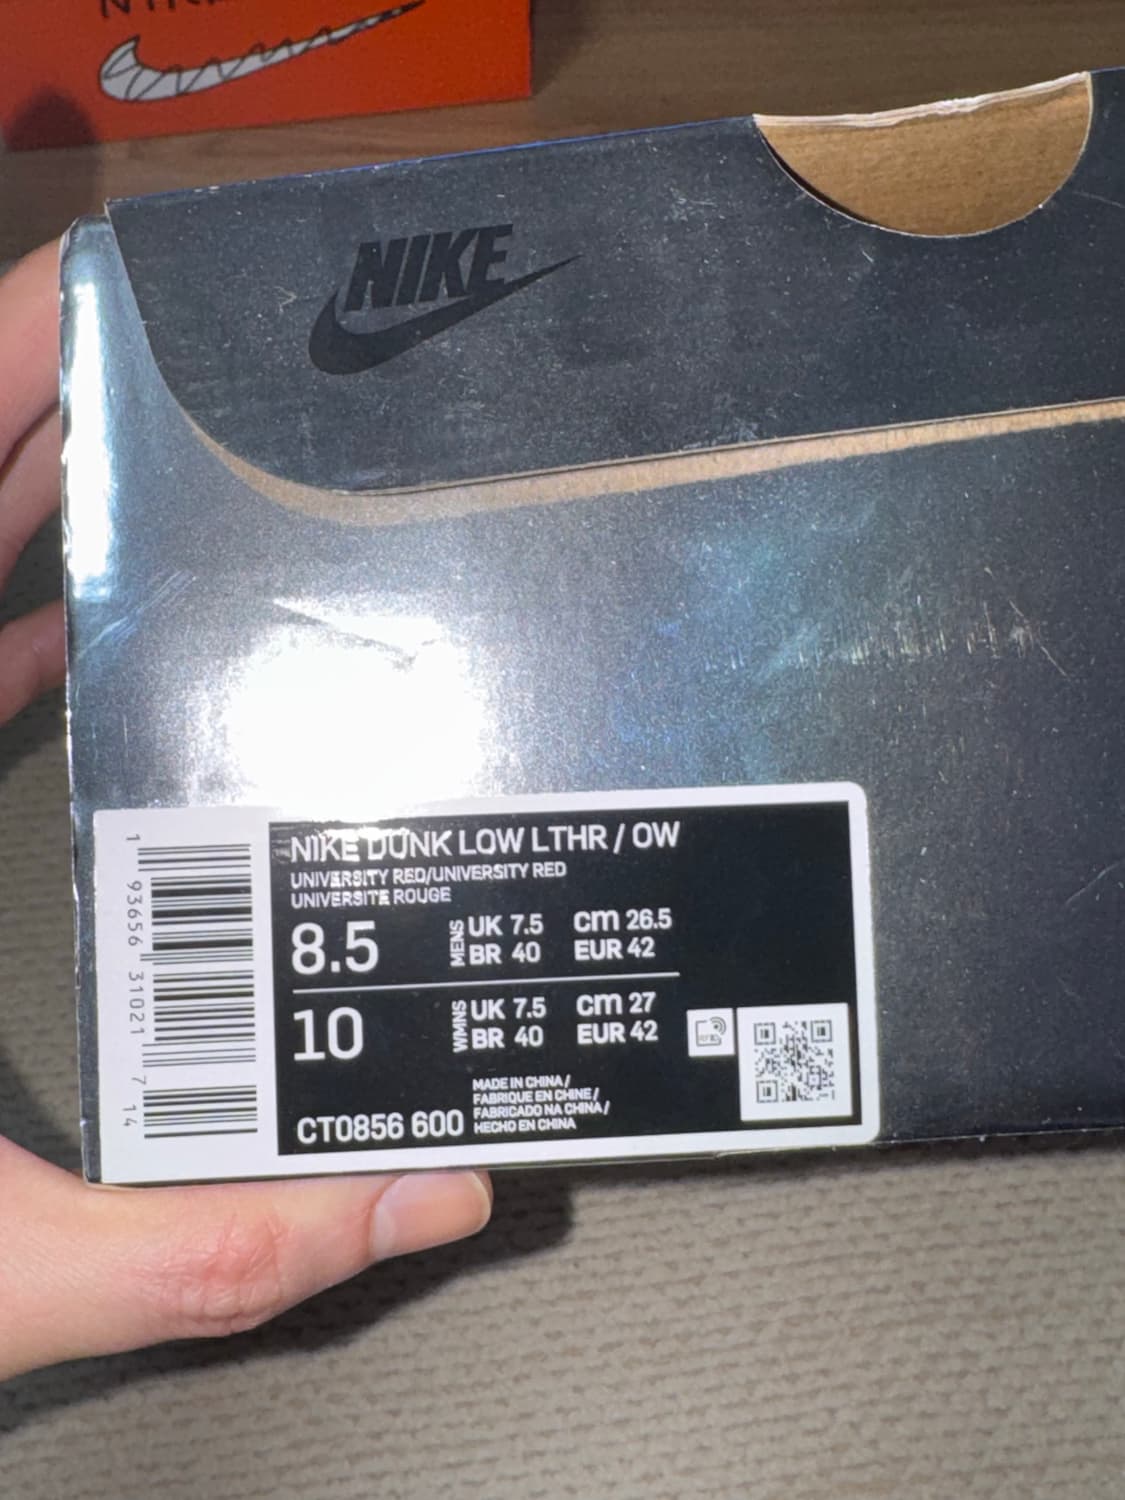 NIKE
NIKE DUNK LOW LTHR / OW
UNIVERSITY RED/UNIVERSITY RED
UNIVERSITE ROUGE
8.5 MENS UK 7.5 cm 26.5
BR 40 EUR 42
10 WMNS UK 7.5 cm 27
BR 40 EUR 42
MADE IN CHINA /
FABRIQUE EN CHINE /
FABRICADO NA CHINA /
HECHO EN CHINA
CT0856 600
1 93656 31021 7 14